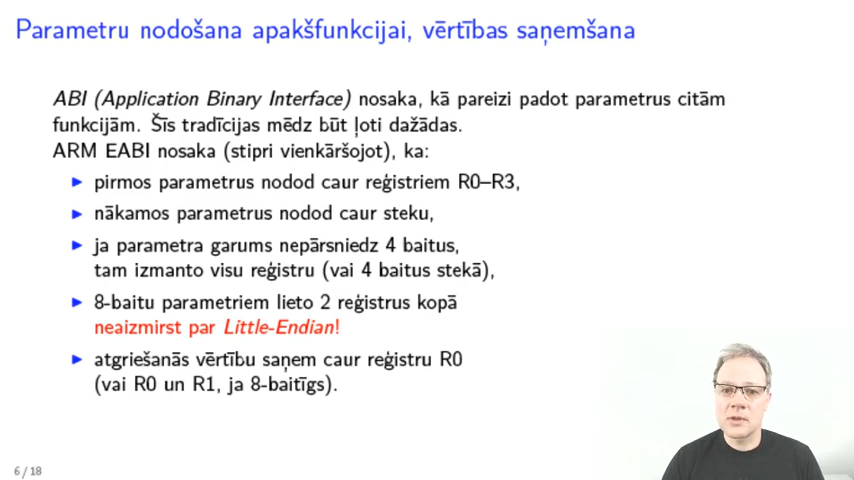 Parametru nodošana apakšfunkcijai, vērtības saņemšana
ABI (Application Binary Interface) nosaka, kā pareizi padot parametrus citām
funkcijām. Šīs tradīcijas mēdz būt ļoti dažādas.
ARM EABI nosaka (stipri vienkāršojot), ka:
▶ pirmos parametrus nodod caur reģistriem R0–R3,
▶ nākamos parametrus nodod caur steku,
▶ ja parametra garums nepārsniedz 4 baitus,
tam izmanto visu reģistru (vai 4 baitus stekā),
▶ 8-baitu parametriem lieto 2 reģistrus kopā
neaizmirst par Little-Endian!
▶ atgriešanās vērtību saņem caur reģistru R0
(vai R0 un R1, ja 8-baitīgs).
6 / 18